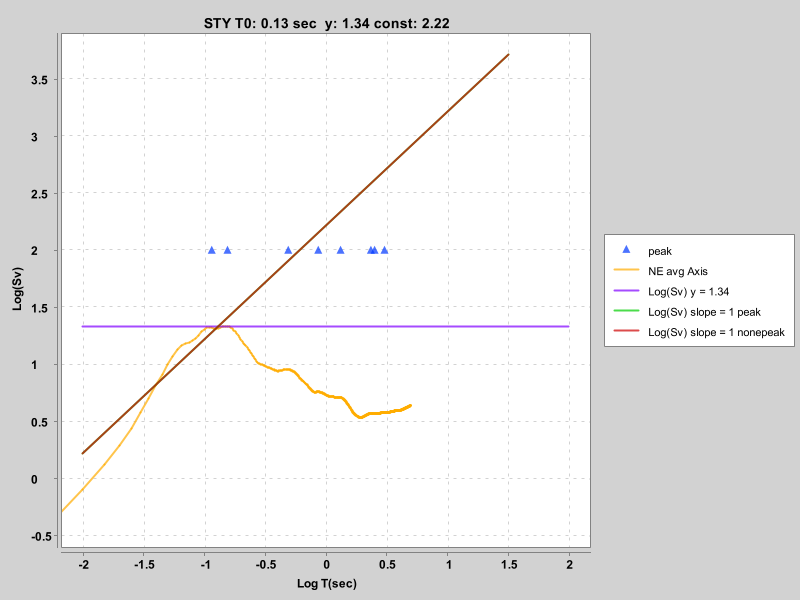 STY T0: 0.13 sec y: 1.34 const: 2.22
Log(Sv)
3.5
3
2.5
2
1.5
1
0.5
0
-0.5
-2
-1.5
-1
-0.5
0
0.5
1
1.5
2
Log T(sec)
peak
NE avg Axis
Log(Sv) y = 1.34
Log(Sv) slope = 1 peak
Log(Sv) slope = 1 nonepeak